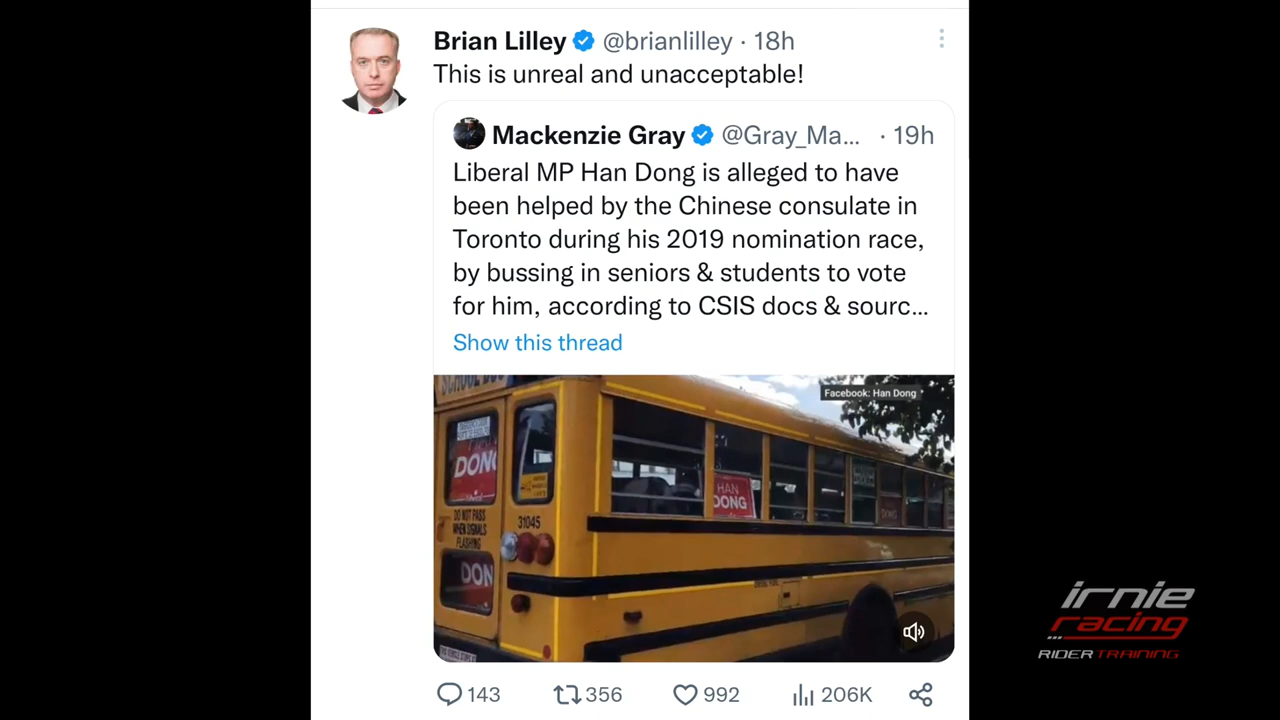 Brian Lilley @brianlilley · 18h
This is unreal and unacceptable!
Mackenzie Gray @Gray_Ma... · 19h
Liberal MP Han Dong is alleged to have
been helped by the Chinese consulate in
Toronto during his 2019 nomination race,
by bussing in seniors & students to vote
for him, according to CSIS docs & sourc...
Show this thread
SCHOOL BUS
Facebook: Han Dong
DONG
HAN
DONG
DO NOT PASS
WHEN SIGNALS
FLASHING
31045
DON
143 356 992 206K
irnie
racing
RIDER TRAINING